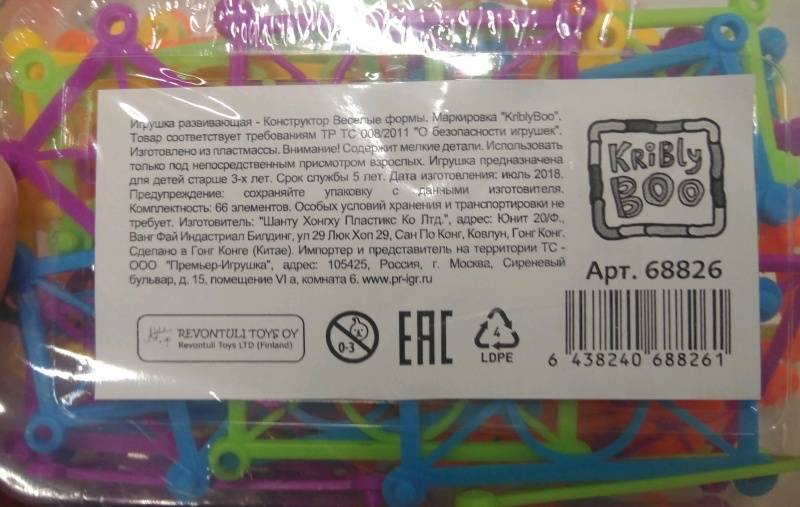 Игрушка развивающая - Конструктор Веселые формы. Маркировка "KriblyBoo".
Товар соответствует требованиям ТР ТС 008/2011 "О безопасности игрушек".
Изготовлено из пластмассы. Внимание! Содержит мелкие детали. Использовать
только под непосредственным присмотром взрослых. Игрушка предназначена
для детей старше 3-х лет. Срок службы 5 лет. Дата изготовления: июль 2018.
Предупреждение: сохраняйте упаковку с данными изготовителя.
Комплектность: 66 элементов. Особых условий хранения и транспортировки не
требует. Изготовитель: "Шанту Хонгху Пластикс Ко Лтд.", адрес: Юнит 20/Ф.,
Ванг Фай Индастриал Билдинг, ул 29 Люк Хоп 29, Сан По Конг, Ковлун, Гонг Конг.
Сделано в Гонг Конге (Китае). Импортер и представитель на территории ТС -
ООО "Премьер-Игрушка", адрес: 105425, Россия, г. Москва, Сиреневый
бульвар, д. 15, помещение VI а, комната 6. www.pr-igr.ru
KRiBLY
BOO
Арт. 68826
REVONTULI TOYS OY
Revontuli Toys LTD (Finland)
0-3
EAC
4
LDPE
6 438240 688261